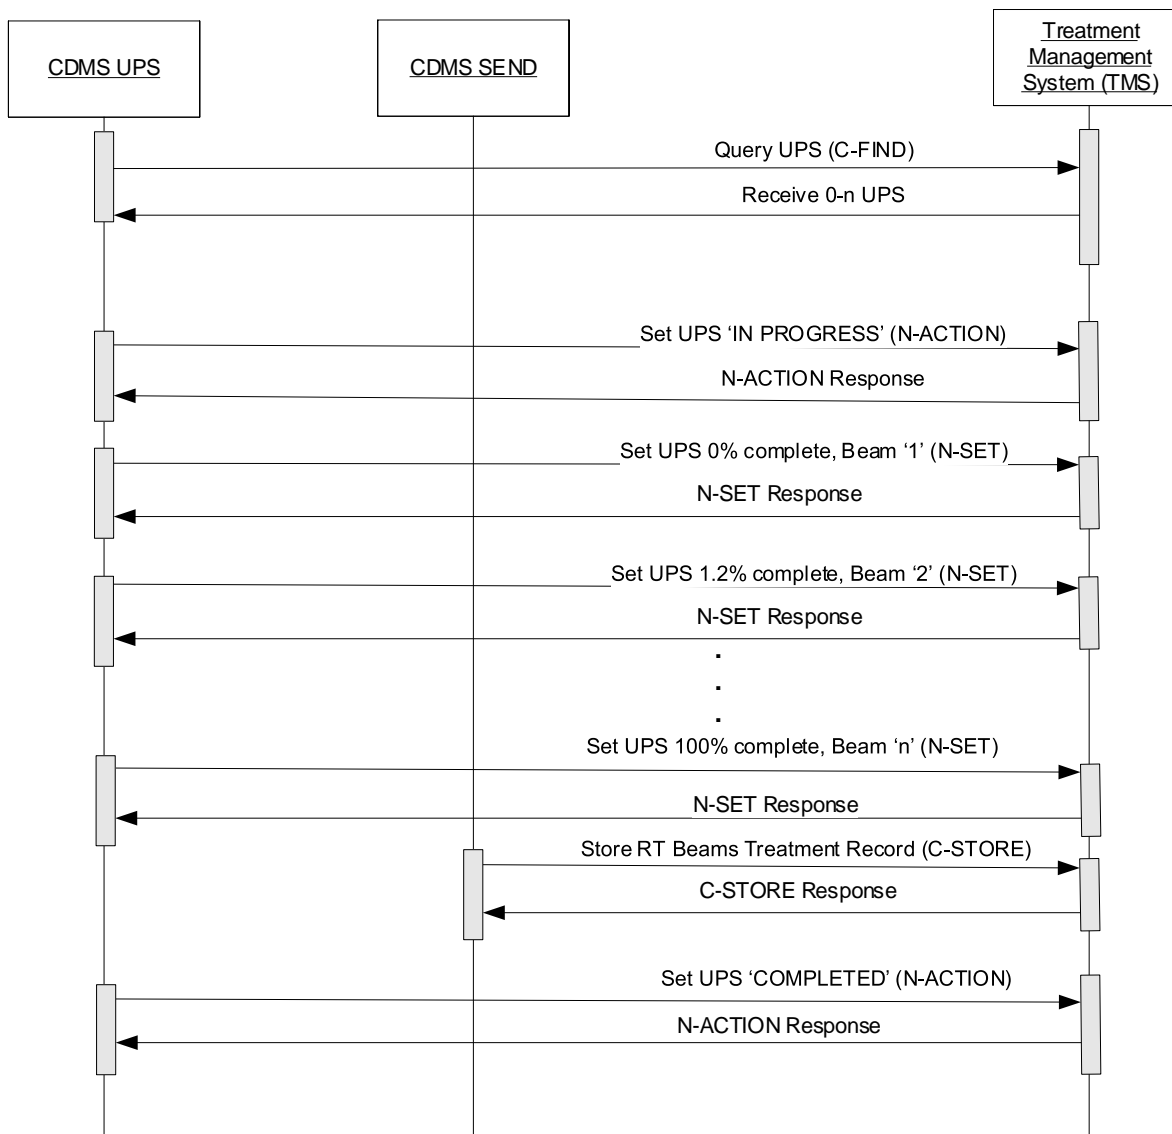 CDMS UPS
CDMS SEND
Treatment
Management
System (TMS)
Query UPS (C-FIND)
Receive 0-n UPS
Set UPS ‘IN PROGRESS’ (N-ACTION)
N-ACTION Response
Set UPS 0% complete, Beam ‘1’ (N-SET)
N-SET Response
Set UPS 1.2% complete, Beam ‘2’ (N-SET)
N-SET Response
.
.
.
Set UPS 100% complete, Beam ‘n’ (N-SET)
N-SET Response
Store RT Beams Treatment Record (C-STORE)
C-STORE Response
Set UPS ‘COMPLETED’ (N-ACTION)
N-ACTION Response